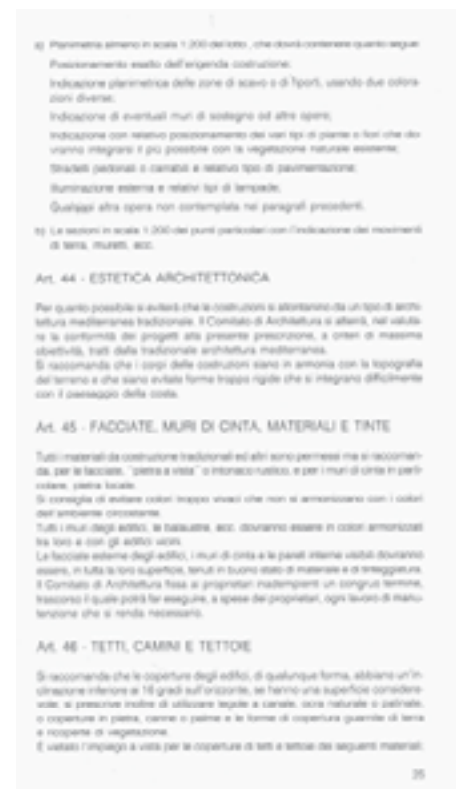 a) Planimetria almeno in scala 1:200 del lotto, che dovrà contenere quanto segue:
Posizionamento esatto dell'erigenda costruzione;
Indicazione planimetrica delle zone di scavo o di riporti, usando due colora-
zioni diverse;
Indicazione di eventuali muri di sostegno ed altre opere;
Indicazione con relativo posizionamento dei vari tipi di piante o fiori che do-
vranno integrarsi il più possibile con la vegetazione naturale esistente;
Stradelli pedonali o carrabili e relativo tipo di pavimentazione;
Illuminazione esterna e relativi tipi di lampade;
Qualsiasi altra opera non contemplata nei paragrafi precedenti.
b) Le sezioni in scala 1:200 dei punti particolari con l'indicazione dei movimenti
di terra, muretti, ecc.
Art. 44 - ESTETICA ARCHITETTONICA
Per quanto possibile si eviterà che le costruzioni si allontanino da un tipo di archi-
tettura mediterranea tradizionale. Il Comitato di Architettura si atterrà, nel valuta-
re la conformità dei progetti alla presente prescrizione, a criteri di massima
obiettività, tratti dalla tradizionale architettura mediterranea.
Si raccomanda che i corpi delle costruzioni siano in armonia con la topografia
del terreno e che siano evitate forme troppo rigide che si integrano difficilmente
con il paesaggio della costa.
Art. 45 - FACCIATE, MURI DI CINTA, MATERIALI E TINTE
Tutti i materiali da costruzione tradizionali ed altri sono permessi ma si raccoman-
da, per le facciate, "pietra a vista" o intonaco rustico, e per i muri di cinta in parti-
colare, pietra locale.
Si consiglia di evitare colori troppo vivaci che non si armonizzano con i colori
dell'ambiente circostante.
Tutti i muri degli edifici, le balaustre, ecc. dovranno essere in colori armonizzati
tra loro e con gli edifici vicini.
Le facciate esterne degli edifici, i muri di cinta e le pareti interne visibili dovranno
essere, in tutta la loro superficie, tenuti in buono stato di materiale e di tinteggiatura.
Il Comitato di Architettura fissa ai proprietari inadempienti un congruo termine,
trascorso il quale potrà far eseguire, a spese dei proprietari, ogni lavoro di manu-
tenzione che si renda necessario.
Art. 46 - TETTI, CAMINI E TETTOIE
Si raccomanda che le coperture degli edifici, di qualunque forma, abbiano un'in-
clinazione inferiore ai 16 gradi sull'orizzonte, se hanno una superficie considere-
vole; si prescrive inoltre di utilizzare tegole a canale, ocra naturale o patinate,
o coperture in pietra, canne o palme e le forme di copertura guarnite di terra
e ricoperte di vegetazione.
È vietato l'impiego a vista per le coperture di tetti e tettoie dei seguenti materiali:
35